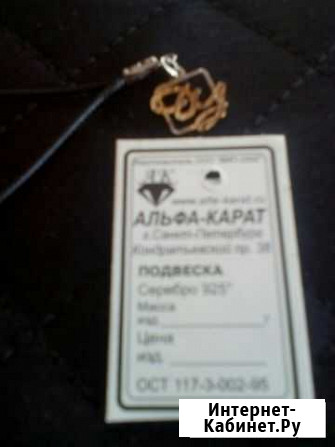 АК
www.alfa-karat.ru
АЛЬФА-КАРАТ
г.Санкт-Петербург
Кондратьевский пр. 38
ПОДВЕСКА
Серебро 925°
Масса
изд. г
Цена
изд.
ОСТ 117-3-002-95
Интернет-
Кабинет.Ру